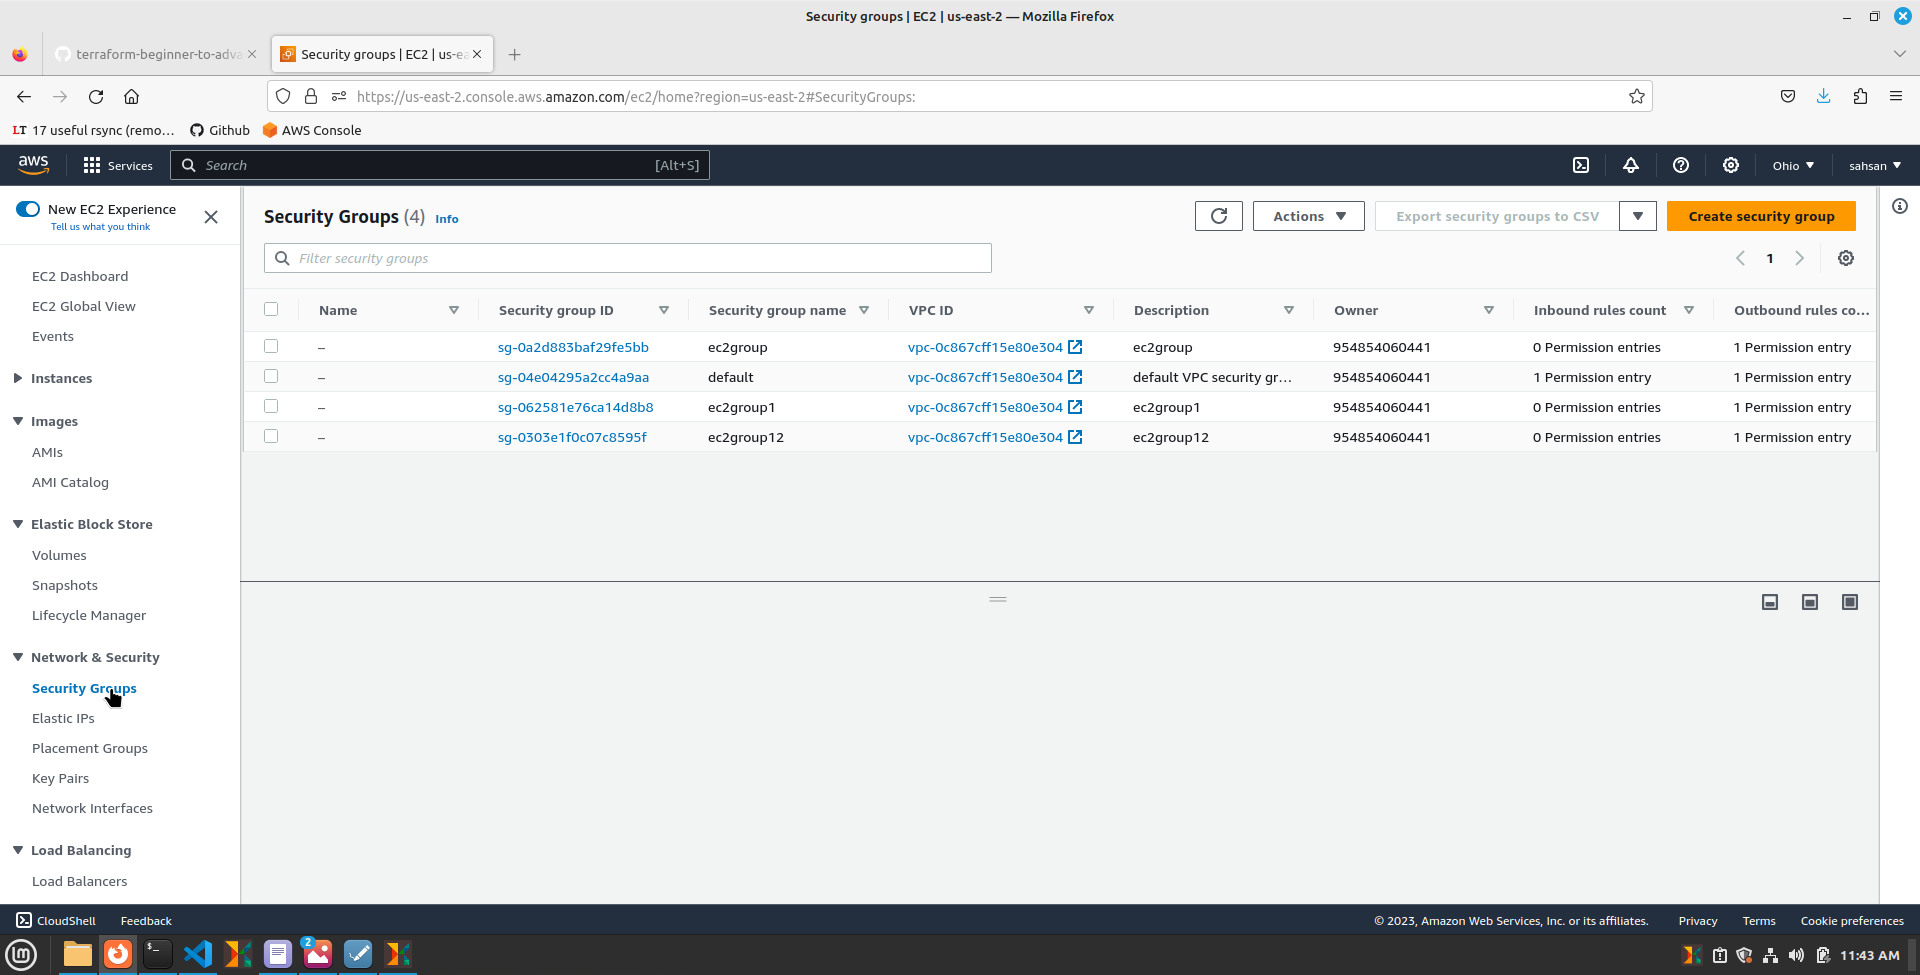 Security groups | EC2 | us-east-2 — Mozilla Firefox
terraform-beginner-to-adva
Security groups | EC2 | us-ea
https://us-east-2.console.aws.amazon.com/ec2/home?region=us-east-2#SecurityGroups:
LT 17 useful rsync (remo… Github AWS Console
aws Services Search [Alt+S] Ohio sahsan
New EC2 Experience
Tell us what you think
EC2 Dashboard
EC2 Global View
Events
Instances
Images
AMIs
AMI Catalog
Elastic Block Store
Volumes
Snapshots
Lifecycle Manager
Network & Security
Security Groups
Elastic IPs
Placement Groups
Key Pairs
Network Interfaces
Load Balancing
Load Balancers
Security Groups (4) Info Actions Export security groups to CSV Create security group
Filter security groups 1
Name Security group ID Security group name VPC ID Description Owner Inbound rules count Outbound rules co…
– sg-0a2d883baf29fe5bb ec2group vpc-0c867cff15e80e304 ec2group 954854060441 0 Permission entries 1 Permission entry
– sg-04e04295a2cc4a9aa default vpc-0c867cff15e80e304 default VPC security gr… 954854060441 1 Permission entry 1 Permission entry
– sg-062581e76ca14d8b8 ec2group1 vpc-0c867cff15e80e304 ec2group1 954854060441 0 Permission entries 1 Permission entry
– sg-0303e1f0c07c8595f ec2group12 vpc-0c867cff15e80e304 ec2group12 954854060441 0 Permission entries 1 Permission entry
CloudShell Feedback © 2023, Amazon Web Services, Inc. or its affiliates. Privacy Terms Cookie preferences
2
11:43 AM